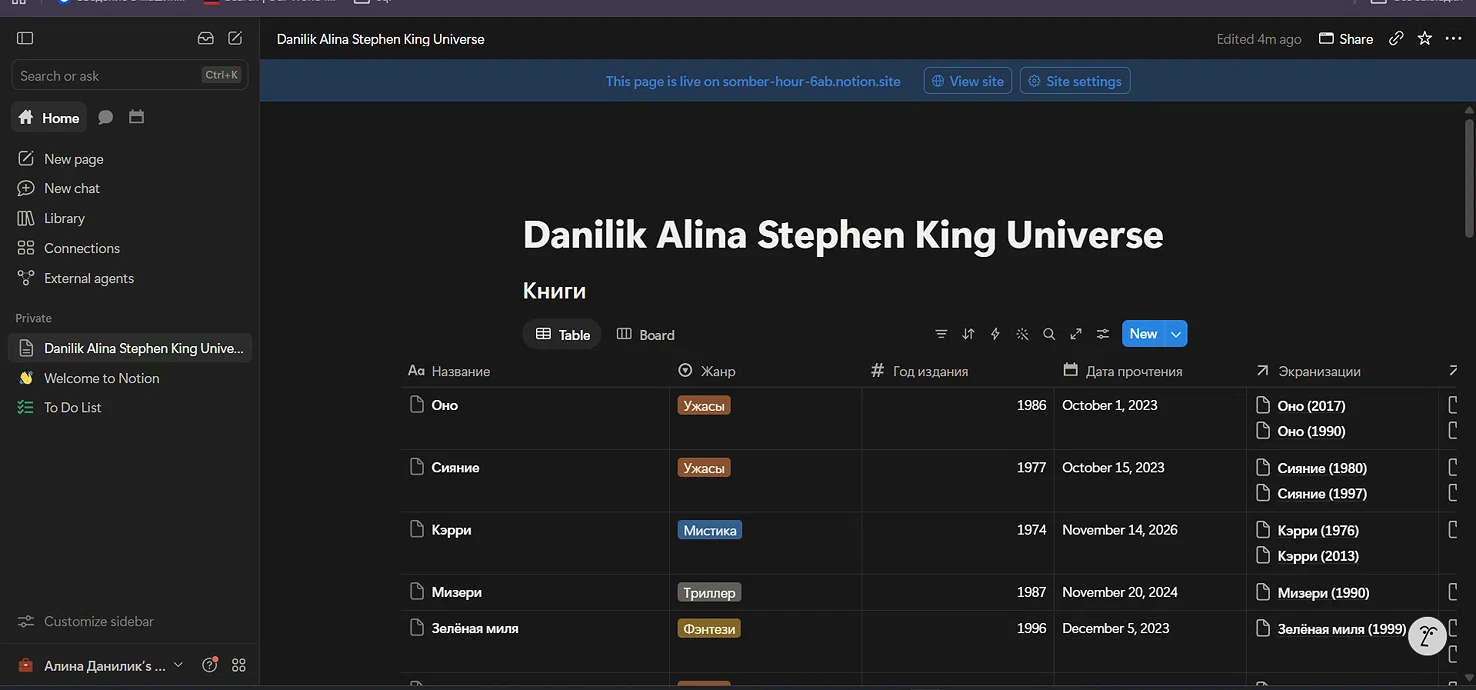 Danilik Alina Stephen King Universe
Edited 4m ago
Share
Search or ask
Ctrl+K
This page is live on somber-hour-6ab.notion.site
View site
Site settings
Home
New page
New chat
Library
Connections
External agents
Private
Danilik Alina Stephen King Unive...
Welcome to Notion
To Do List
Customize sidebar
Алина Данилик’s ...
Danilik Alina Stephen King Universe
Книги
Table
Board
New
Aa Название
Жанр
# Год издания
Дата прочтения
Экранизации
Оно
Ужасы
1986
October 1, 2023
Оно (2017)
Оно (1990)
Сияние
Ужасы
1977
October 15, 2023
Сияние (1980)
Сияние (1997)
Кэрри
Мистика
1974
November 14, 2026
Кэрри (1976)
Кэрри (2013)
Мизери
Триллер
1987
November 20, 2024
Мизери (1990)
Зелёная миля
Фэнтези
1996
December 5, 2023
Зелёная миля (1999)